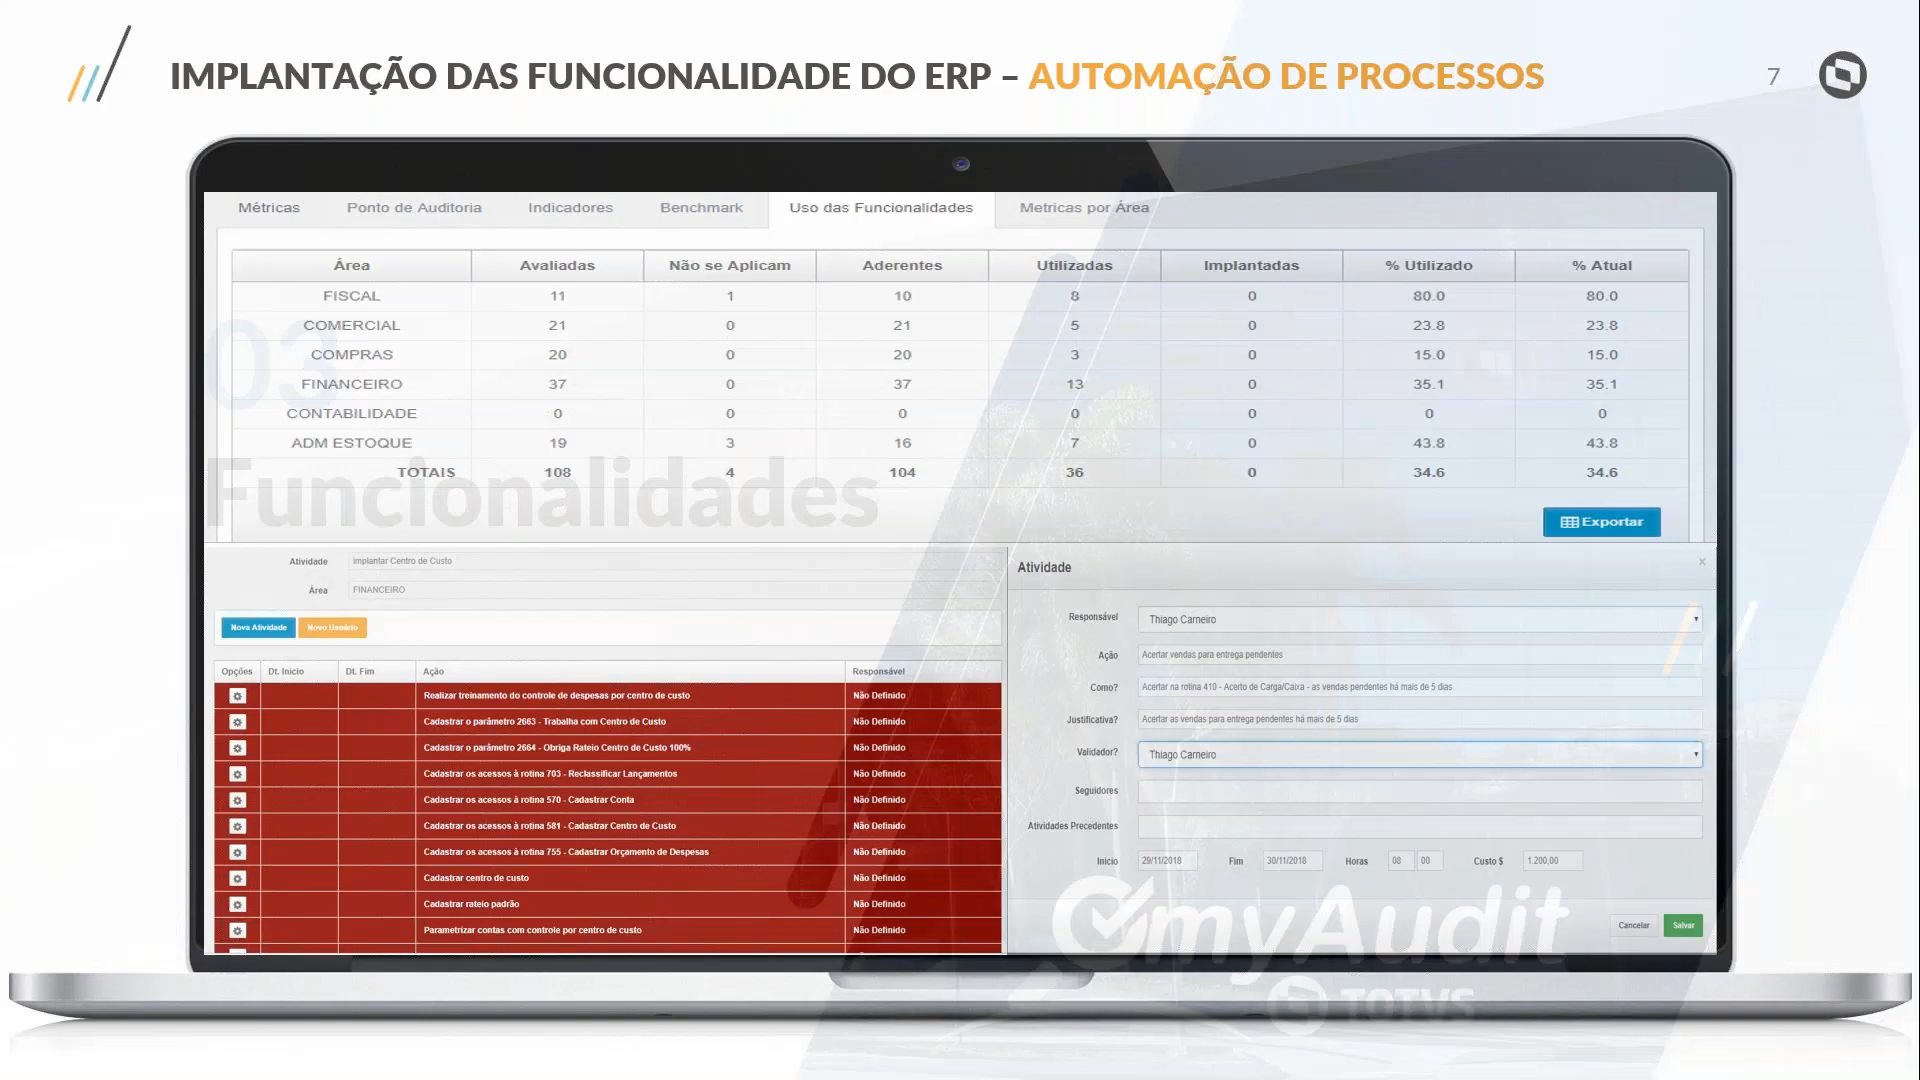 IMPLANTAÇÃO DAS FUNCIONALIDADE DO ERP – AUTOMAÇÃO DE PROCESSOS
7
Métricas Ponto de Auditoria Indicadores Benchmark Uso das Funcionalidades Metricas por Área
Área Avaliadas Não se Aplicam Aderentes Utilizadas Implantadas % Utilizado % Atual
FISCAL 11 1 10 8 0 80.0 80.0
COMERCIAL 21 0 21 5 0 23.8 23.8
03
COMPRAS 20 0 20 3 0 15.0 15.0
FINANCEIRO 37 0 37 13 0 35.1 35.1
CONTABILIDADE 0 0 0 0 0 0 0
ADM ESTOQUE 19 3 16 7 0 43.8 43.8
TOTAIS 108 4 104 36 0 34.6 34.6
Funcionalidades
Exportar
Atividade implantar Centro de Custo
Área FINANCEIRO
Nova Atividade Novo Usuário
Opções Dt. Inicio Dt. Fim Ação Responsável
Realizar treinamento do controle de despesas por centro de custo Não Definido
Cadastrar o parâmetro 2663 - Trabalha com Centro de Custo Não Definido
Cadastrar o parâmetro 2664 - Obriga Rateio Centro de Custo 100% Não Definido
Cadastrar os acessos à rotina 703 - Reclassificar Lançamentos Não Definido
Cadastrar os acessos à rotina 570 - Cadastrar Conta Não Definido
Cadastrar os acessos à rotina 581 - Cadastrar Centro de Custo Não Definido
Cadastrar os acessos à rotina 755 - Cadastrar Orçamento de Despesas Não Definido
Cadastrar centro de custo Não Definido
Cadastrar rateio padrão Não Definido
Parametrizar contas com controle por centro de custo Não Definido
Atividade ×
Responsável Thiago Carneiro
Ação Acertar vendas para entrega pendentes
Como? Acertar na rotina 410 - Acerto de Carga/Caixa - as vendas pendentes há mais de 5 dias
Justificativa? Acertar as vendas para entrega pendentes há mais de 5 dias
Validador? Thiago Carneiro
Seguidores
Atividades Precedentes
Inicio 29/11/2018 Fim 30/11/2018 Horas 08 00 Custo $ 1.200,00
Cancelar Salvar
myAudit
TOTVS